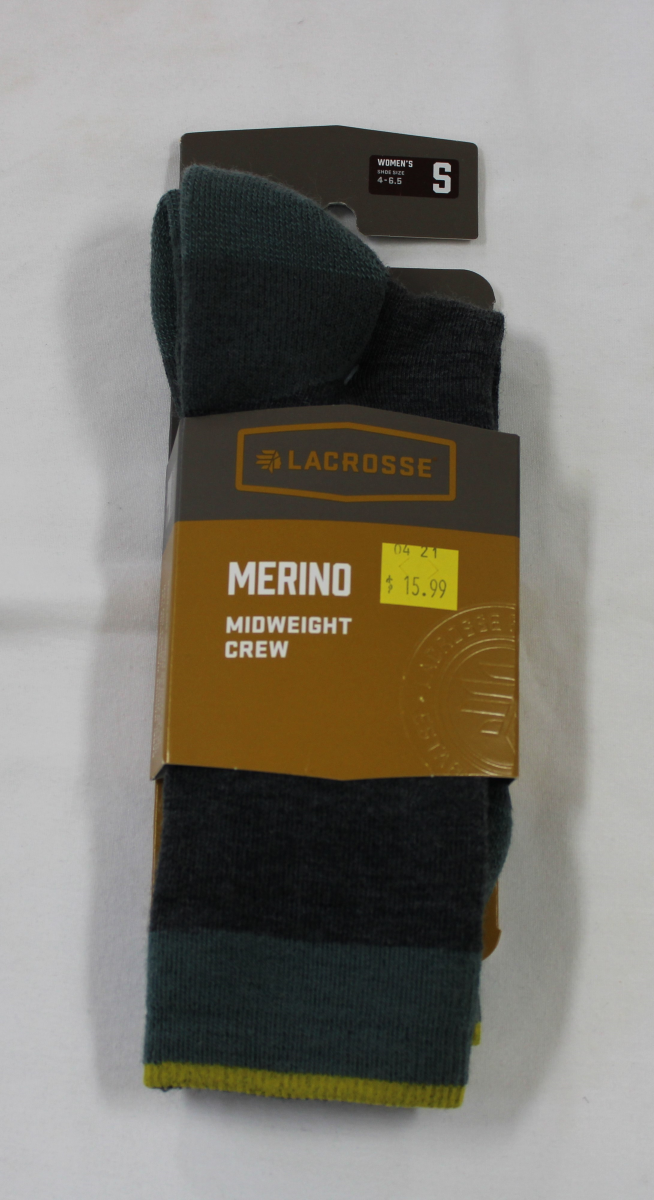 WOMEN'S
SHOE SIZE
4-6.5
S
LACROSSE
MERINO
04 21
$ 15.99
MIDWEIGHT
CREW